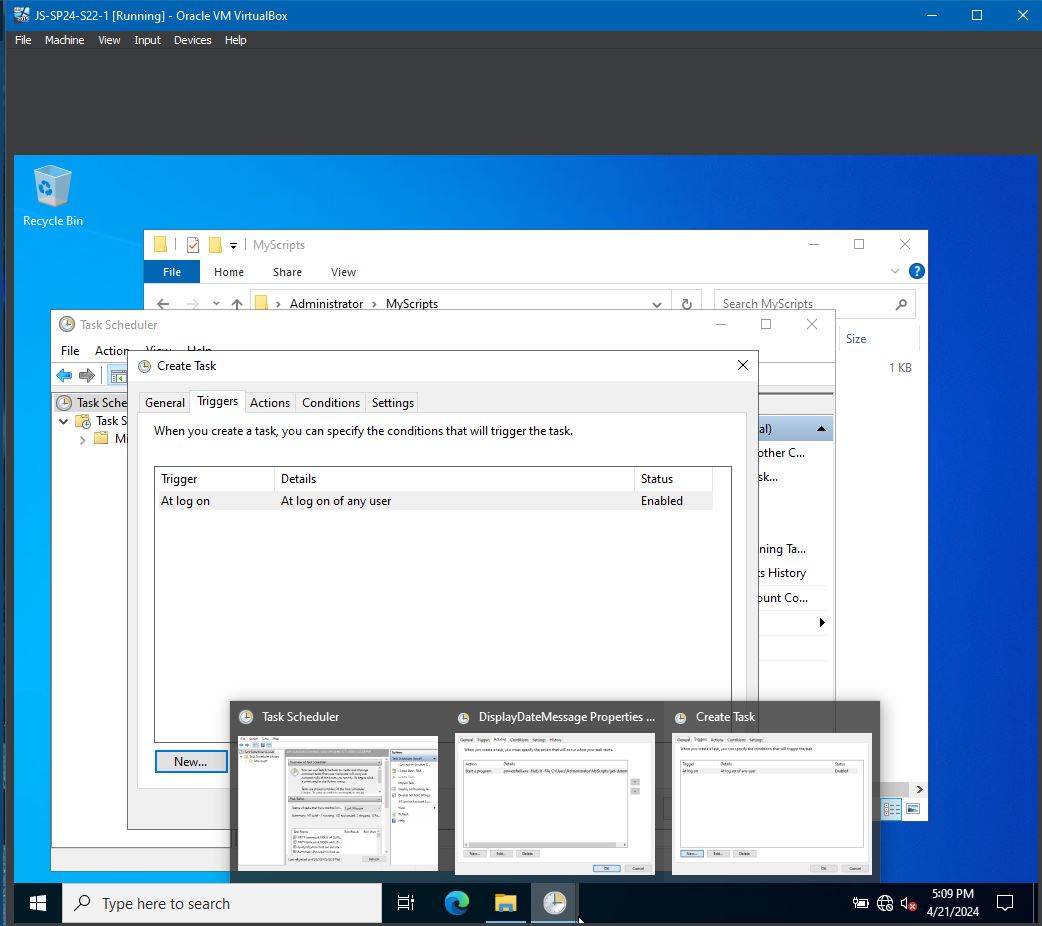 JS-SP24-S22-1 [Running] - Oracle VM VirtualBox
File Machine View Input Devices Help
Recycle Bin
MyScripts
File Home Share View
Administrator MyScripts
Search MyScripts
Size
1 KB
Task Scheduler
File Action View Help
Create Task
General Triggers Actions Conditions Settings
When you create a task, you can specify the conditions that will trigger the task.
Trigger Details Status
At log on At log on of any user Enabled
New...
Task Sche
Task S
Mi
al)
other C...
sk...
ning Ta...
ks History
ount Co...
Task Scheduler
DisplayDateMessage Properties ...
Create Task
Type here to search
5:09 PM
4/21/2024